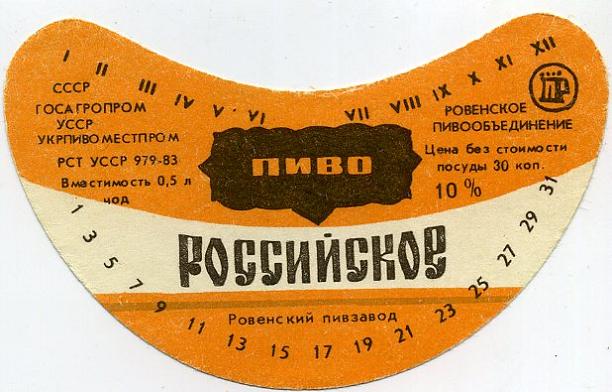 I II III IV V VI VII VIII IX X XI XII
СССР
ГОСАГРОПРОМ
УССР
УКРПИВОМЕСТПРОМ
РСТ УССР 979-83
Вмастимость 0,5 л
чод
ПИВО
РОВЕНСКОЕ
ПИВООБЪЕДИНЕНИЕ
Цена без стоимости
посуды 30 коп.
10 %
РОССИЙСКОЕ
Ровенский пивзавод
1 3 5 7 9 11 13 15 17 19 21 23 25 27 29 31